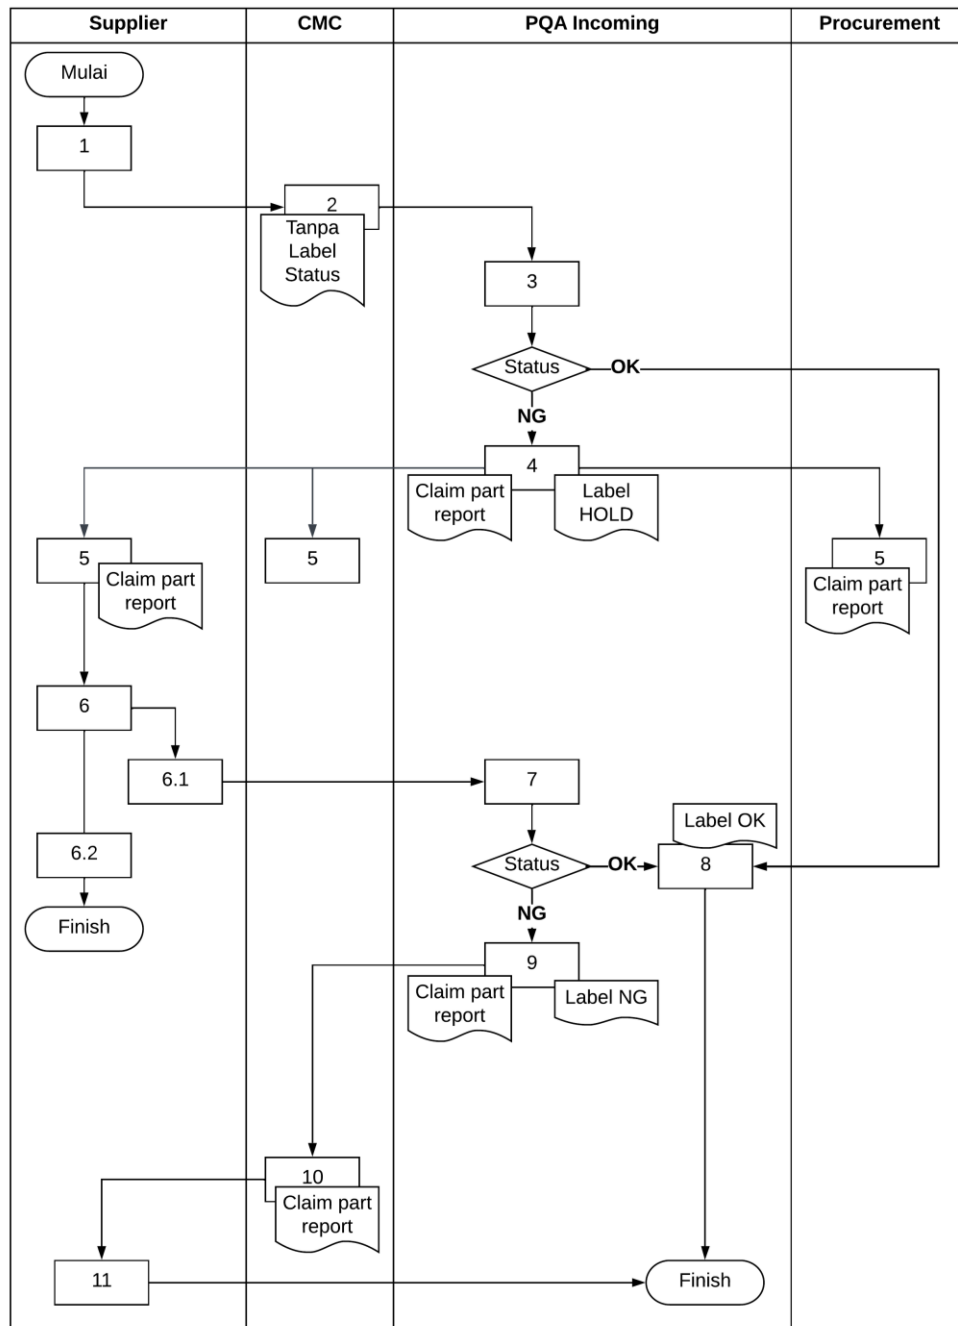 Supplier
CMC
PQA Incoming
Procurement
Mulai
1
2
Tanpa
Label
Status
3
Status
OK
NG
4
Claim part
report
Label
HOLD
5
Claim part
report
5
5
Claim part
report
6
6.1
7
Label OK
6.2
Status
OK
8
NG
Finish
9
Claim part
report
Label NG
10
Claim part
report
11
Finish